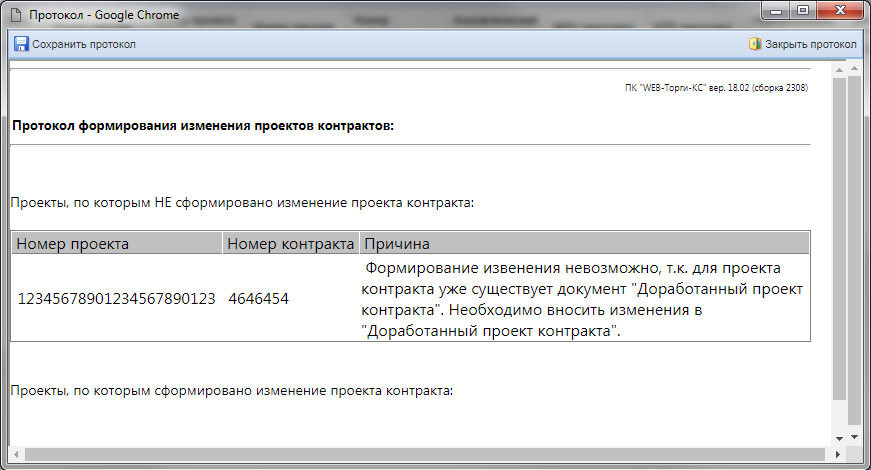 Протокол - Google Chrome
Сохранить протокол
Закрыть протокол
ПК "WEB-Торги-КС" вер. 18.02 (сборка 2308)
Протокол формирования изменения проектов контрактов:
Проекты, по которым НЕ сформировано изменение проекта контракта:
Номер проекта Номер контракта Причина
12345678901234567890123 4646454 Формирование извенения невозможно, т.к. для проекта
контракта уже существует документ "Доработанный проект
контракта". Необходимо вносить изменения в
"Доработанный проект контракта".
Проекты, по которым сформировано изменение проекта контракта: